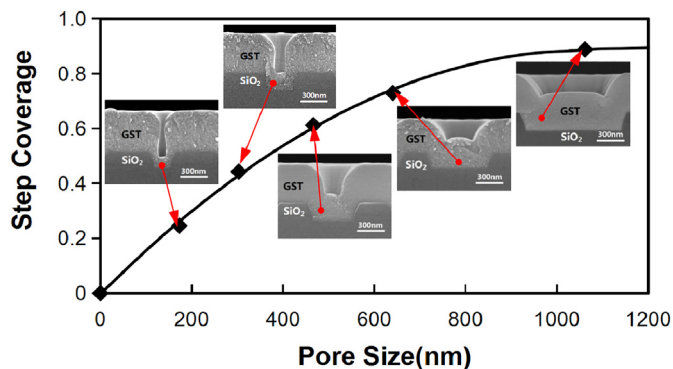 Step Coverage
1.0
0.8
0.6
0.4
0.2
0
0
200
400
600
800
1000
1200
Pore Size(nm)
GST
SiO₂
300nm
GST
SiO₂
300nm
GST
SiO₂
300nm
GST
SiO₂
300nm
GST
SiO₂
300nm